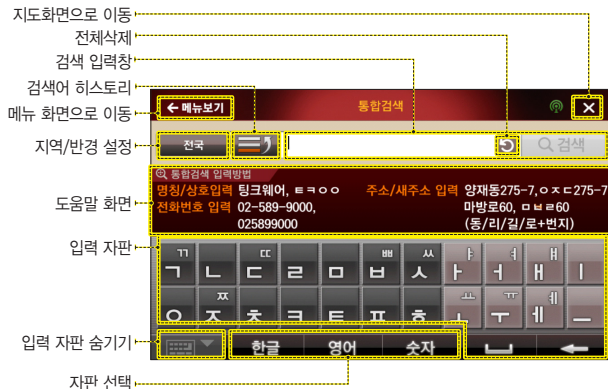 지도화면으로 이동
전체삭제
검색 입력창
검색어 히스토리
메뉴 화면으로 이동
지역/반경 설정
도움말 화면
입력 자판
입력 자판 숨기기
자판 선택
메뉴보기
통합검색
전국
검색
통합검색 입력방법
명칭/상호입력 팅크웨어, ㅌㅋㅇㅇ 주소/새주소 입력 양재동275-7,ㅇㅈㄷ275-7
전화번호 입력 02-589-9000, 마방로60, ㅁㅂㄹ60
025899000 (동/리/길/로+번지)
ㄲ ㄸ ㅃ ㅆ ㅑ ㅕ ㅒ
ㄱ ㄴ ㄷ ㄹ ㅁ ㅂ ㅅ ㅏ ㅓ ㅐ ㅣ
ㅉ ㅛ ㅠ ㅖ
ㅇ ㅈ ㅊ ㅋ ㅌ ㅍ ㅎ ㅗ ㅜ ㅔ ㅡ
한글 영어 숫자